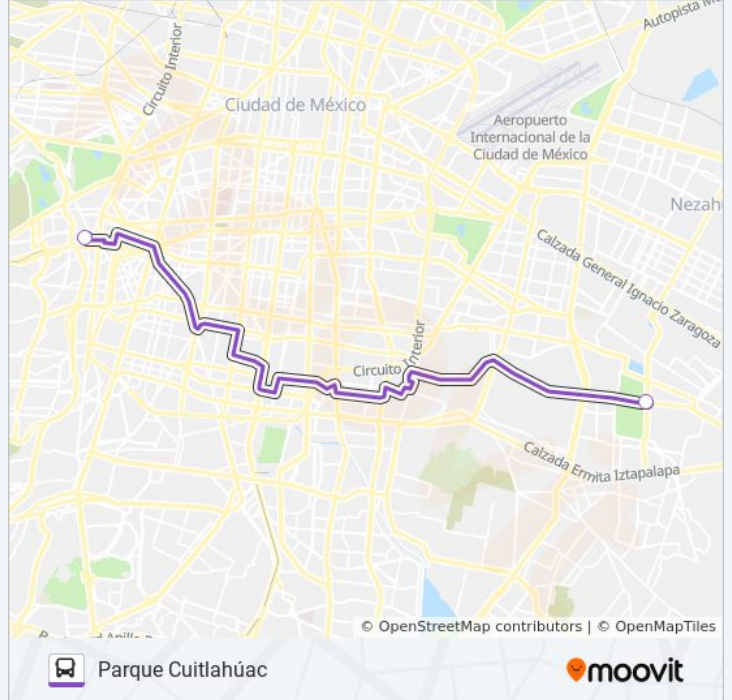 Autopista M
Circuito Interior
Ciudad de México
Aeropuerto
Internacional de la
Ciudad de México
Nezah
Calzada General Ignacio Zaragoza
Circuito Interior
Calzada Ermita Iztapalapa
© OpenStreetMap contributors | © OpenMapTiles
Parque Cuitlahúac
moovit